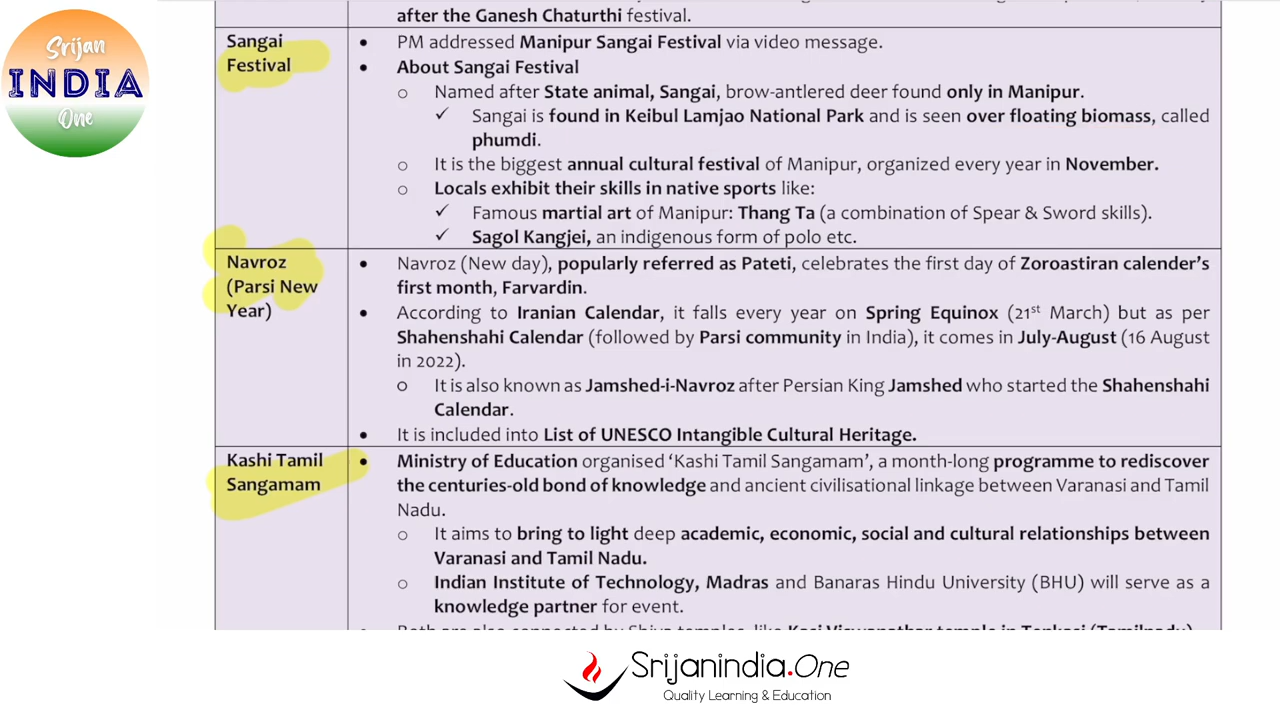 Srijan
INDIA
One
after the Ganesh Chaturthi festival.
Sangai
Festival
• PM addressed Manipur Sangai Festival via video message.
• About Sangai Festival
o Named after State animal, Sangai, brow-antlered deer found only in Manipur.
✓ Sangai is found in Keibul Lamjao National Park and is seen over floating biomass, called
phumdi.
o It is the biggest annual cultural festival of Manipur, organized every year in November.
o Locals exhibit their skills in native sports like:
✓ Famous martial art of Manipur: Thang Ta (a combination of Spear & Sword skills).
✓ Sagol Kangjei, an indigenous form of polo etc.
Navroz
(Parsi New
Year)
• Navroz (New day), popularly referred as Pateti, celebrates the first day of Zoroastiran calender's
first month, Farvardin.
• According to Iranian Calendar, it falls every year on Spring Equinox (21st March) but as per
Shahenshahi Calendar (followed by Parsi community in India), it comes in July-August (16 August
in 2022).
o It is also known as Jamshed-i-Navroz after Persian King Jamshed who started the Shahenshahi
Calendar.
• It is included into List of UNESCO Intangible Cultural Heritage.
Kashi Tamil
Sangamam
• Ministry of Education organised 'Kashi Tamil Sangamam', a month-long programme to rediscover
the centuries-old bond of knowledge and ancient civilisational linkage between Varanasi and Tamil
Nadu.
o It aims to bring to light deep academic, economic, social and cultural relationships between
Varanasi and Tamil Nadu.
o Indian Institute of Technology, Madras and Banaras Hindu University (BHU) will serve as a
knowledge partner for event.
Srijanindia.One
Quality Learning & Education